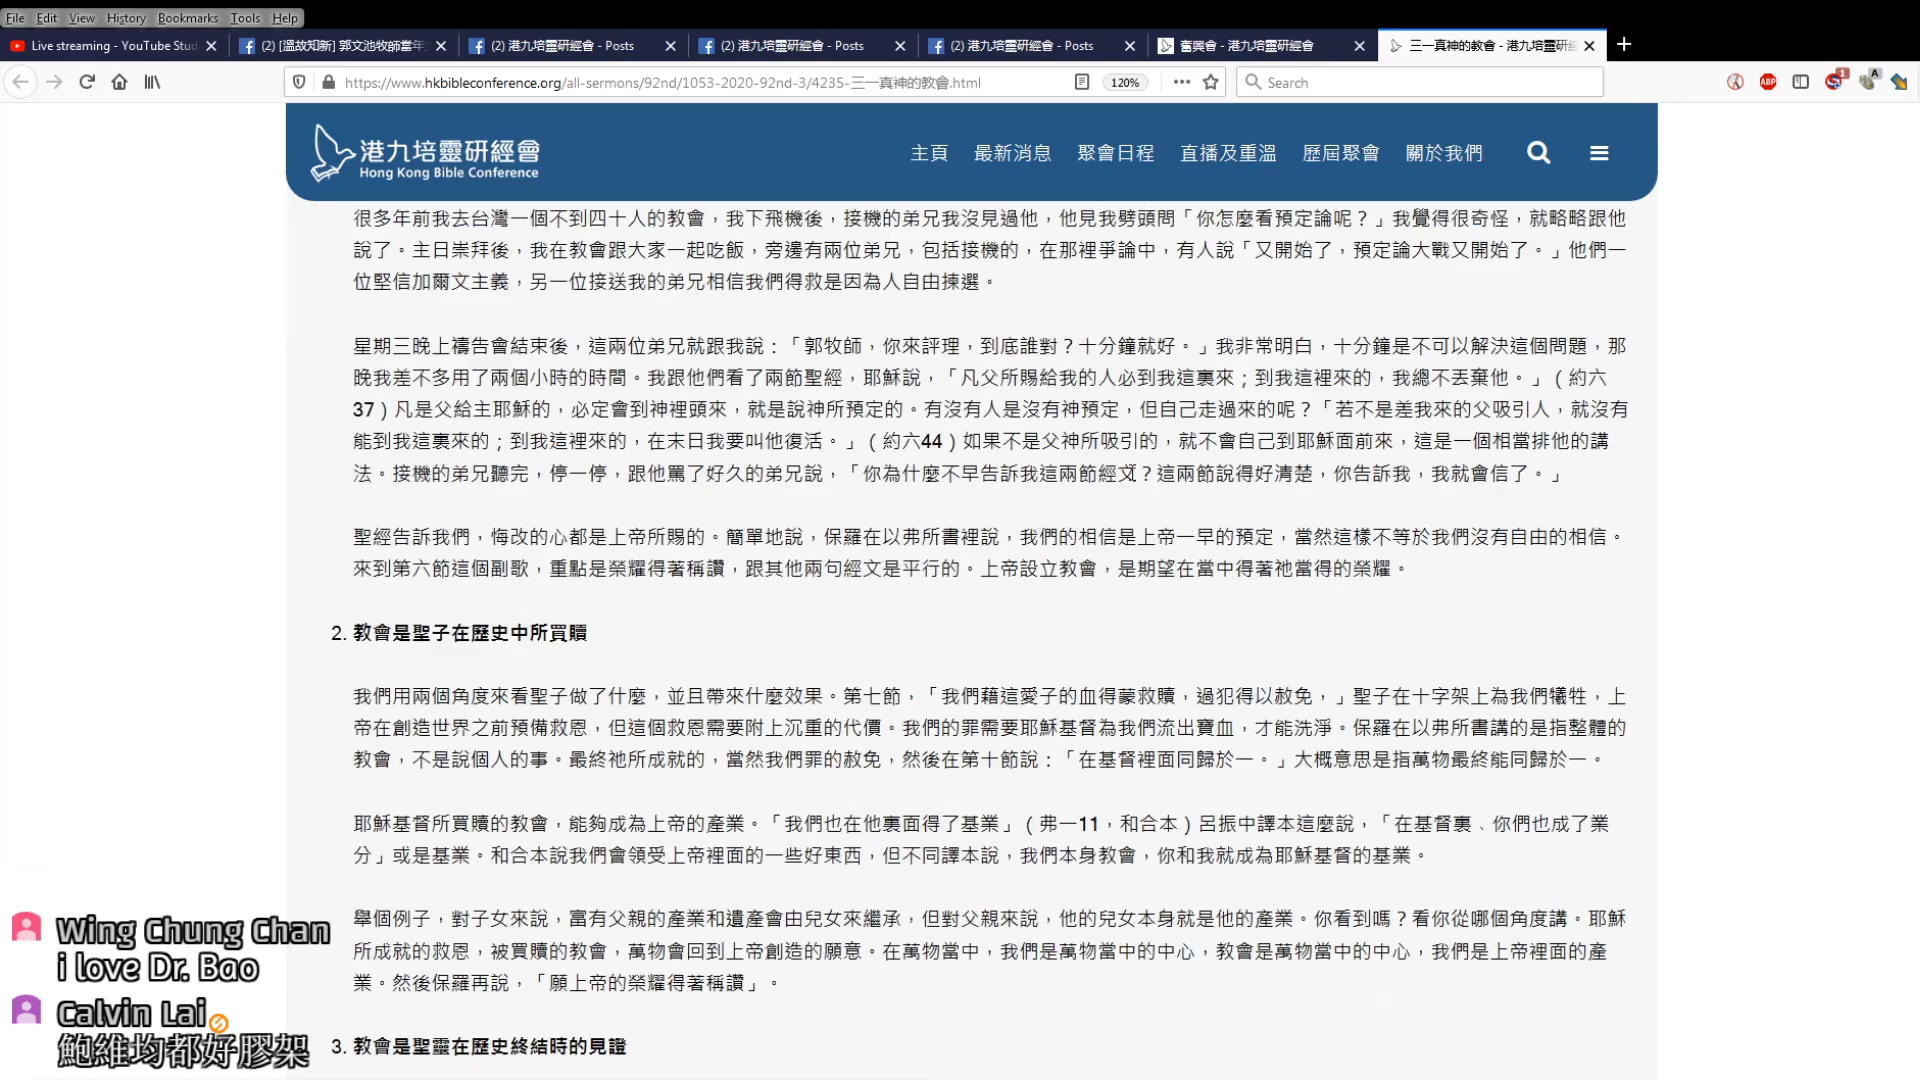 File Edit View History Bookmarks Tools Help
Live streaming - YouTube Stud
(2) [溫故知新] 郭文池牧師當年
(2) 港九培靈研經會 - Posts
(2) 港九培靈研經會 - Posts
(2) 港九培靈研經會 - Posts
奮興會 - 港九培靈研經會
三一真神的教會 - 港九培靈研經
https://www.hkbibleconference.org/all-sermons/92nd/1053-2020-92nd-3/4235-三一真神的教會.html
120%
Search
ABP
1
A
港九培靈研經會
Hong Kong Bible Conference
主頁 最新消息 聚會日程 直播及重溫 歷屆聚會 關於我們
很多年前我去台灣一個不到四十人的教會，我下飛機後，接機的弟兄我沒見過他，他見我劈頭問「你怎麼看預定論呢？」我覺得很奇怪，就略略跟他
說了。主日崇拜後，我在教會跟大家一起吃飯，旁邊有兩位弟兄，包括接機的，在那裡爭論中，有人說「又開始了，預定論大戰又開始了。」他們一
位堅信加爾文主義，另一位接送我的弟兄相信我們得救是因為人自由揀選。
星期三晚上禱告會結束後，這兩位弟兄就跟我說：「郭牧師，你來評理，到底誰對？十分鐘就好。」我非常明白，十分鐘是不可以解決這個問題，那
晚我差不多用了兩個小時的時間。我跟他們看了兩節聖經，耶穌說，「凡父所賜給我的人必到我這裏來；到我這裡來的，我總不丟棄他。」（約六
37）凡是父給主耶穌的，必定會到神裡頭來，就是說神所預定的。有沒有人是沒有神預定，但自己走過來的呢？「若不是差我來的父吸引人，就沒有
能到我這裏來的；到我這裡來的，在末日我要叫他復活。」（約六44）如果不是父神所吸引的，就不會自己到耶穌面前來，這是一個相當排他的講
法。接機的弟兄聽完，停一停，跟他罵了好久的弟兄說，「你為什麼不早告訴我這兩節經文？這兩節說得好清楚，你告訴我，我就會信了。」
聖經告訴我們，悔改的心都是上帝所賜的。簡單地說，保羅在以弗所書裡說，我們的相信是上帝一早的預定，當然這樣不等於我們沒有自由的相信。
來到第六節這個副歌，重點是榮耀得著稱讚，跟其他兩句經文是平行的。上帝設立教會，是期望在當中得著祂當得的榮耀。
2. 教會是聖子在歷史中所買贖
我們用兩個角度來看聖子做了什麼，並且帶來什麼效果。第七節，「我們藉這愛子的血得蒙救贖，過犯得以赦免，」聖子在十字架上為我們犧牲，上
帝在創造世界之前預備救恩，但這個救恩需要附上沉重的代價。我們的罪需要耶穌基督為我們流出寶血，才能洗淨。保羅在以弗所書講的是指整體的
教會，不是說個人的事。最終祂所成就的，當然我們罪的赦免，然後在第十節說：「在基督裡面同歸於一。」大概意思是指萬物最終能同歸於一。
耶穌基督所買贖的教會，能夠成為上帝的產業。「我們也在他裏面得了基業」（弗一11，和合本）呂振中譯本這麼說，「在基督裏、你們也成了業
分」或是基業。和合本說我們會領受上帝裡面的一些好東西，但不同譯本說，我們本身教會，你和我就成為耶穌基督的基業。
舉個例子，對子女來說，富有父親的產業和遺產會由兒女來繼承，但對父親來說，他的兒女本身就是他的產業。你看到嗎？看你從哪個角度講。耶穌
所成就的救恩，被買贖的教會，萬物會回到上帝創造的願意。在萬物當中，我們是萬物當中的中心，教會是萬物當中的中心，我們是上帝裡面的產
業。然後保羅再說，「願上帝的榮耀得著稱讚」。
3. 教會是聖靈在歷史終結時的見證
Wing Chung Chan
i love Dr. Bao
Calvin Lai
鮑維均都好膠架